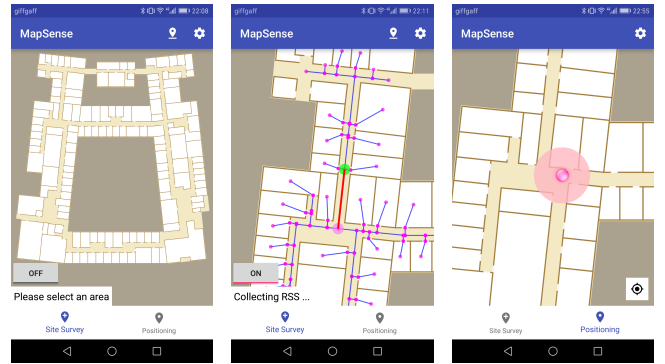 giffgaff 22:08
MapSense
OFF
Please select an area
Site Survey
Positioning
giffgaff 22:11
MapSense
ON
Collecting RSS ...
Site Survey
Positioning
giffgaff 22:55
MapSense
Site Survey
Positioning